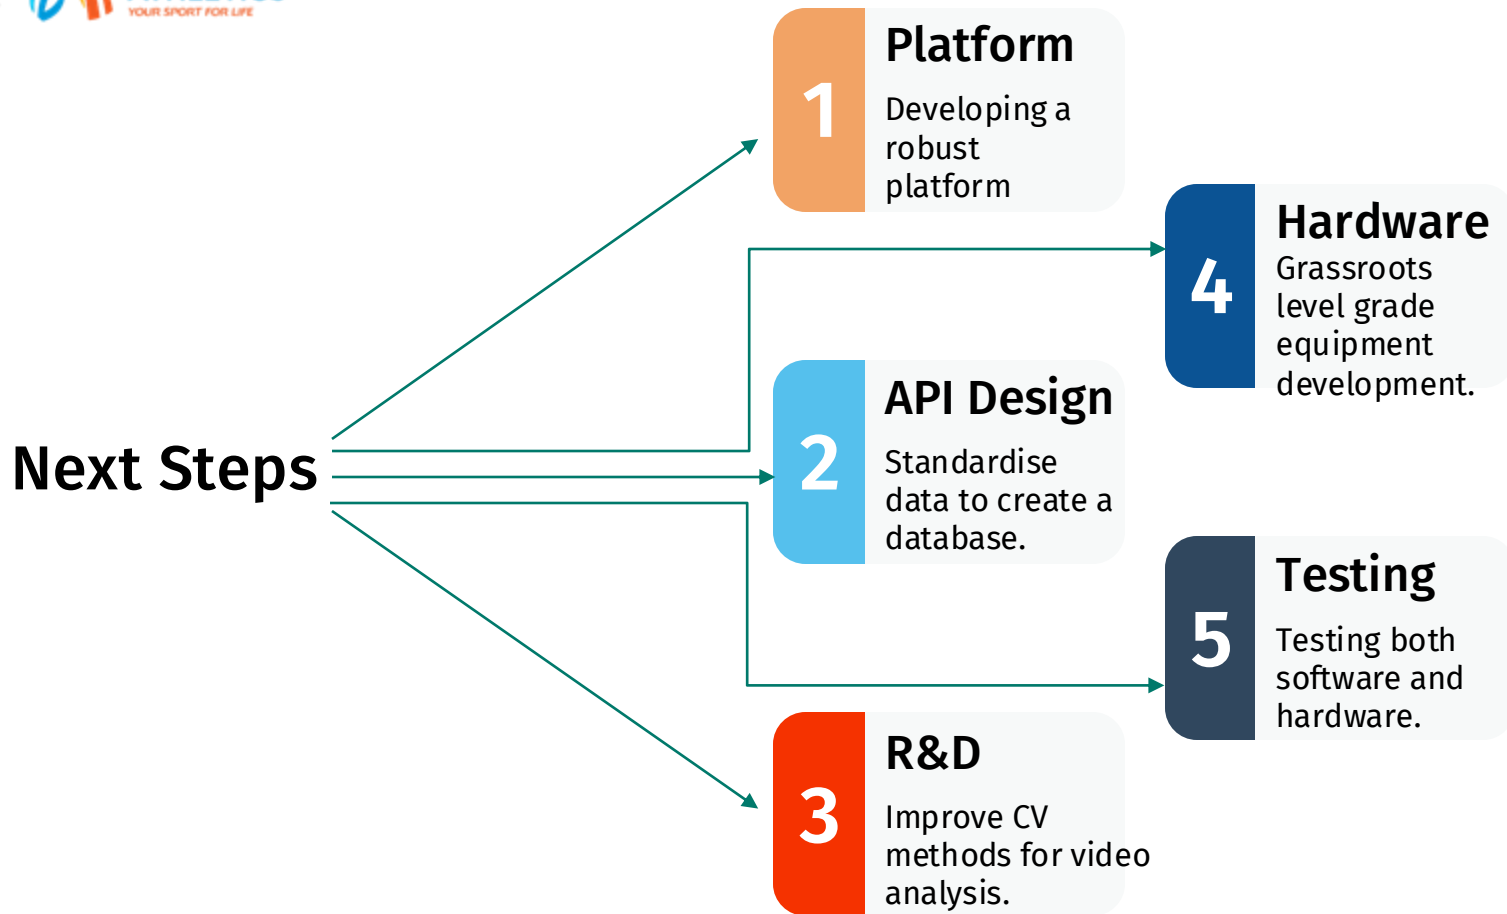 YOUR SPORT FOR LIFE
Next Steps
1
Platform
Developing a
robust
platform
2
API Design
Standardise
data to create a
database.
3
R&D
Improve CV
methods for video
analysis.
4
Hardware
Grassroots
level grade
equipment
development.
5
Testing
Testing both
software and
hardware.